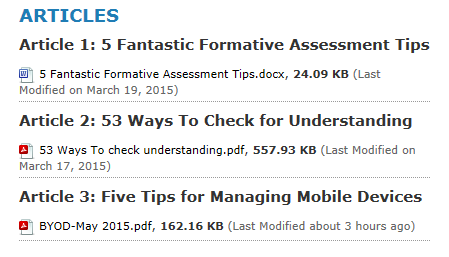 ARTICLES
Article 1: 5 Fantastic Formative Assessment Tips
5 Fantastic Formative Assessment Tips.docx, 24.09 KB (Last
Modified on March 19, 2015)
Article 2: 53 Ways To Check for Understanding
53 Ways To check understanding.pdf, 557.93 KB (Last Modified on
March 17, 2015)
Article 3: Five Tips for Managing Mobile Devices
BYOD-May 2015.pdf, 162.16 KB (Last Modified about 3 hours ago)